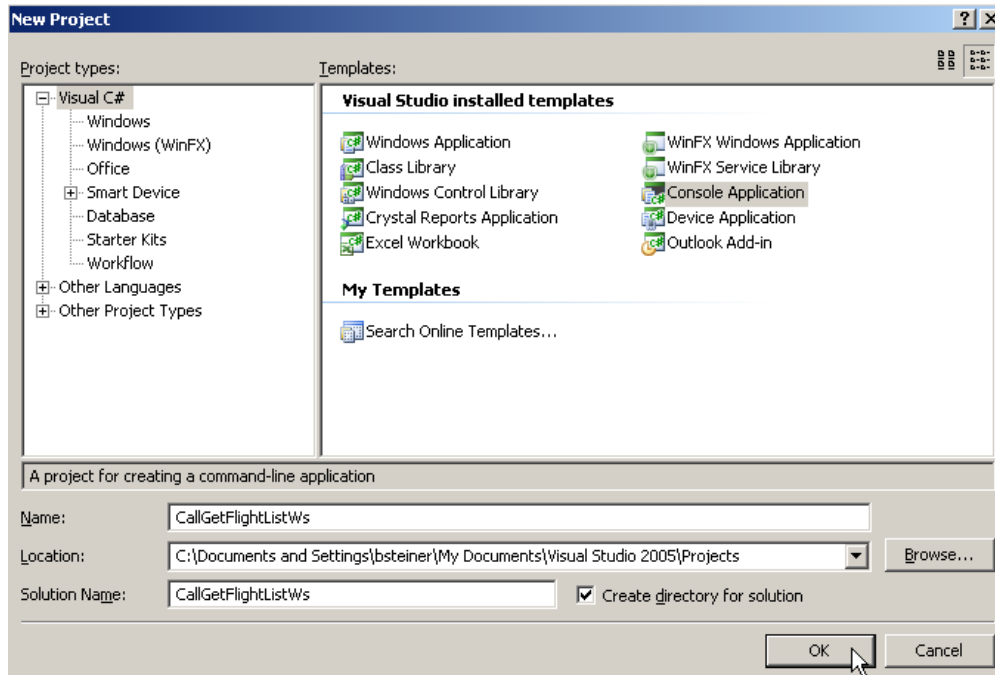 New Project
Project types:
Templates:
Visual C#
Windows
Windows (WinFX)
Office
Smart Device
Database
Starter Kits
Workflow
Other Languages
Other Project Types
Visual Studio installed templates
Windows Application
WinFX Windows Application
Class Library
WinFX Service Library
Windows Control Library
Console Application
Crystal Reports Application
Device Application
Excel Workbook
Outlook Add-in
My Templates
Search Online Templates...
A project for creating a command-line application
Name: CallGetFlightListWs
Location: C:\Documents and Settings\bsteiner\My Documents\Visual Studio 2005\Projects Browse...
Solution Name: CallGetFlightListWs Create directory for solution
OK Cancel